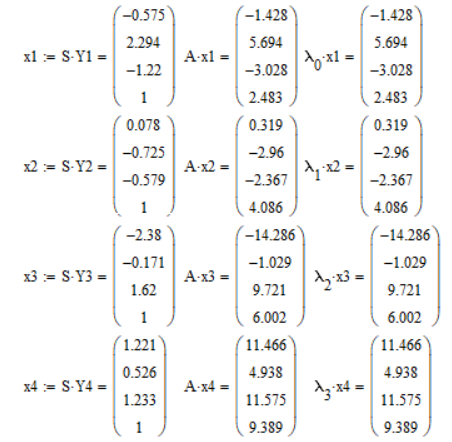 (−0.575) (−1.428) (−1.428)
2.294 5.694 5.694
x1 := S·Y1 = A·x1 = λ₀·x1 =
−1.22 −3.028 −3.028
1 2.483 2.483
0.078 0.319 0.319
−0.725 −2.96 −2.96
x2 := S·Y2 = A·x2 = λ₁·x2 =
−0.579 −2.367 −2.367
1 4.086 4.086
−2.38 −14.286 −14.286
−0.171 −1.029 −1.029
x3 := S·Y3 = A·x3 = λ₂·x3 =
1.62 9.721 9.721
1 6.002 6.002
1.221 11.466 11.466
0.526 4.938 4.938
x4 := S·Y4 = A·x4 = λ₃·x4 =
1.233 11.575 11.575
1 9.389 9.389